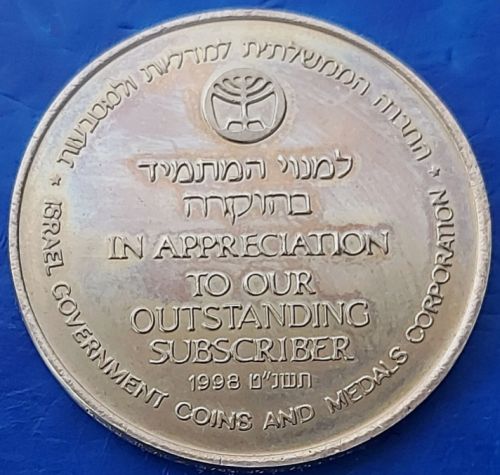 החברה הממשלתית למדליות ולמטבעות
למנוי המתמיד
בהוקרה
IN APPRECIATION
TO OUR
OUTSTANDING
SUBSCRIBER
1998 תשנ"ט
ISRAEL GOVERNMENT COINS AND MEDALS CORPORATION